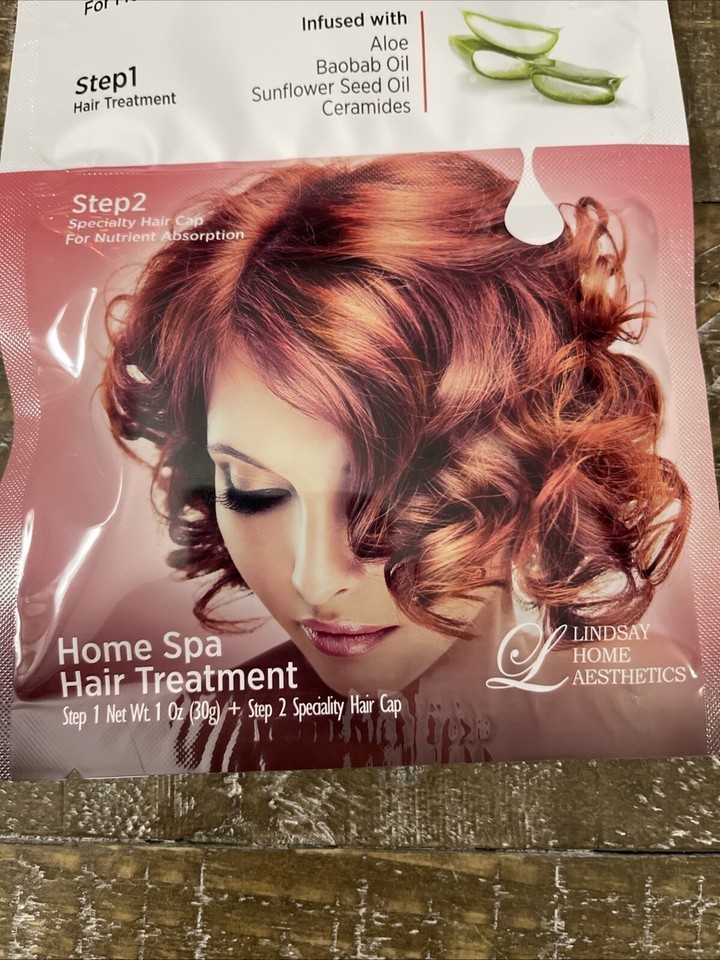 For
Infused with
Aloe
Baobab Oil
Sunflower Seed Oil
Ceramides
Step1
Hair Treatment
Step2
Specialty Hair Cap
For Nutrient Absorption
Home Spa
Hair Treatment
Step 1 Net Wt. 1 Oz (30g) + Step 2 Speciality Hair Cap
L LINDSAY
HOME
AESTHETICS